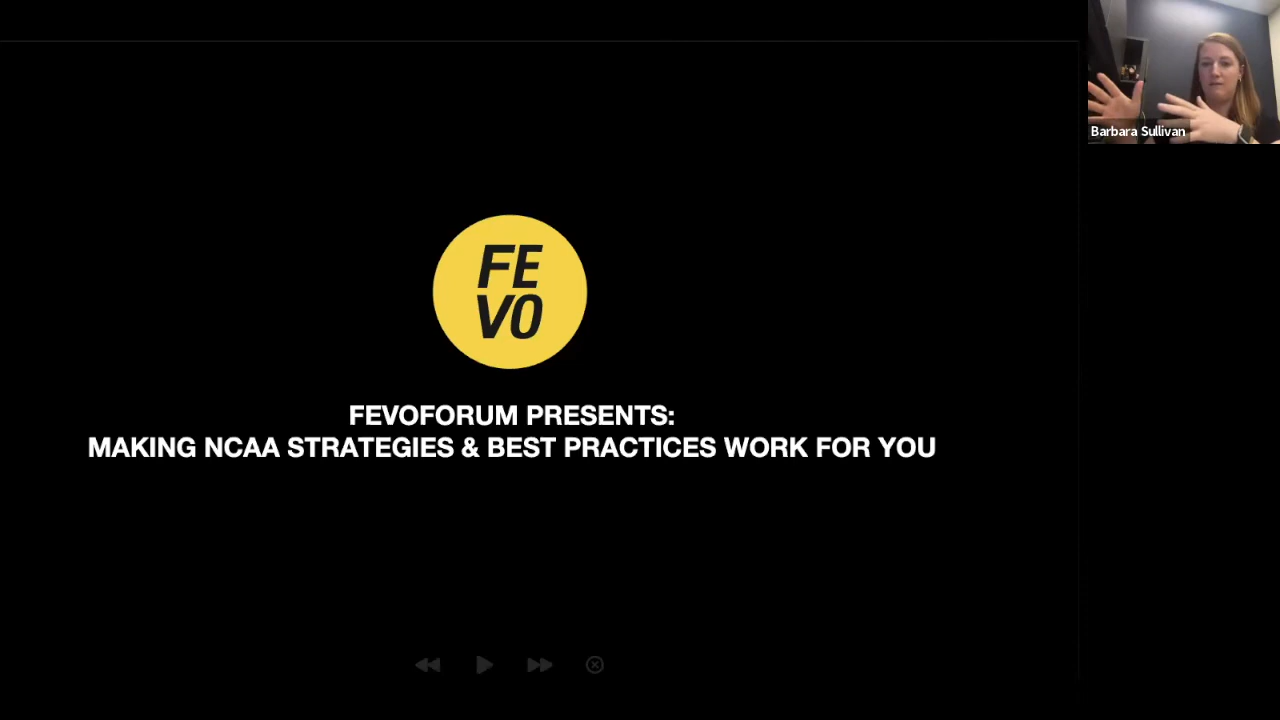 Barbara Sullivan
FE
VO
FEVOFORUM PRESENTS:
MAKING NCAA STRATEGIES & BEST PRACTICES WORK FOR YOU